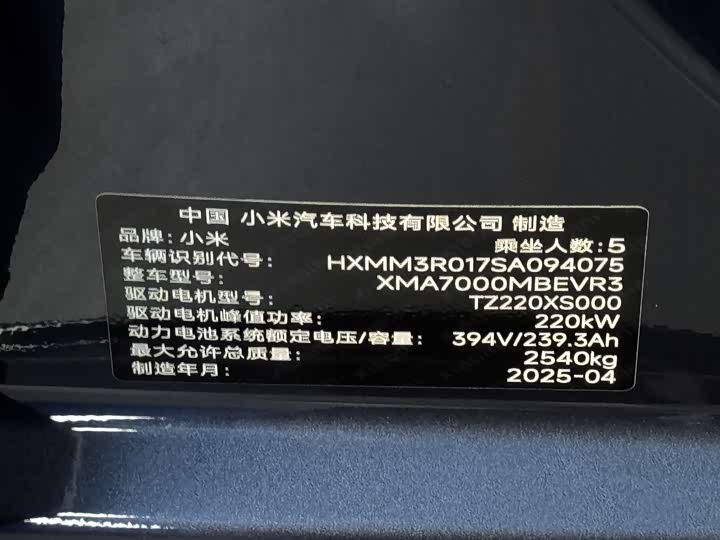 中国 小米汽车科技有限公司 制造
品牌: 小米 乘坐人数: 5
车辆识别代号: HXMM3R017SA094075
整车型号: XMA7000MBEVR3
驱动电机型号: TZ220XS000
驱动电机峰值功率: 220kW
动力电池系统额定电压/容量: 394V/239.3Ah
最大允许总质量: 2540kg
制造年月: 2025-04